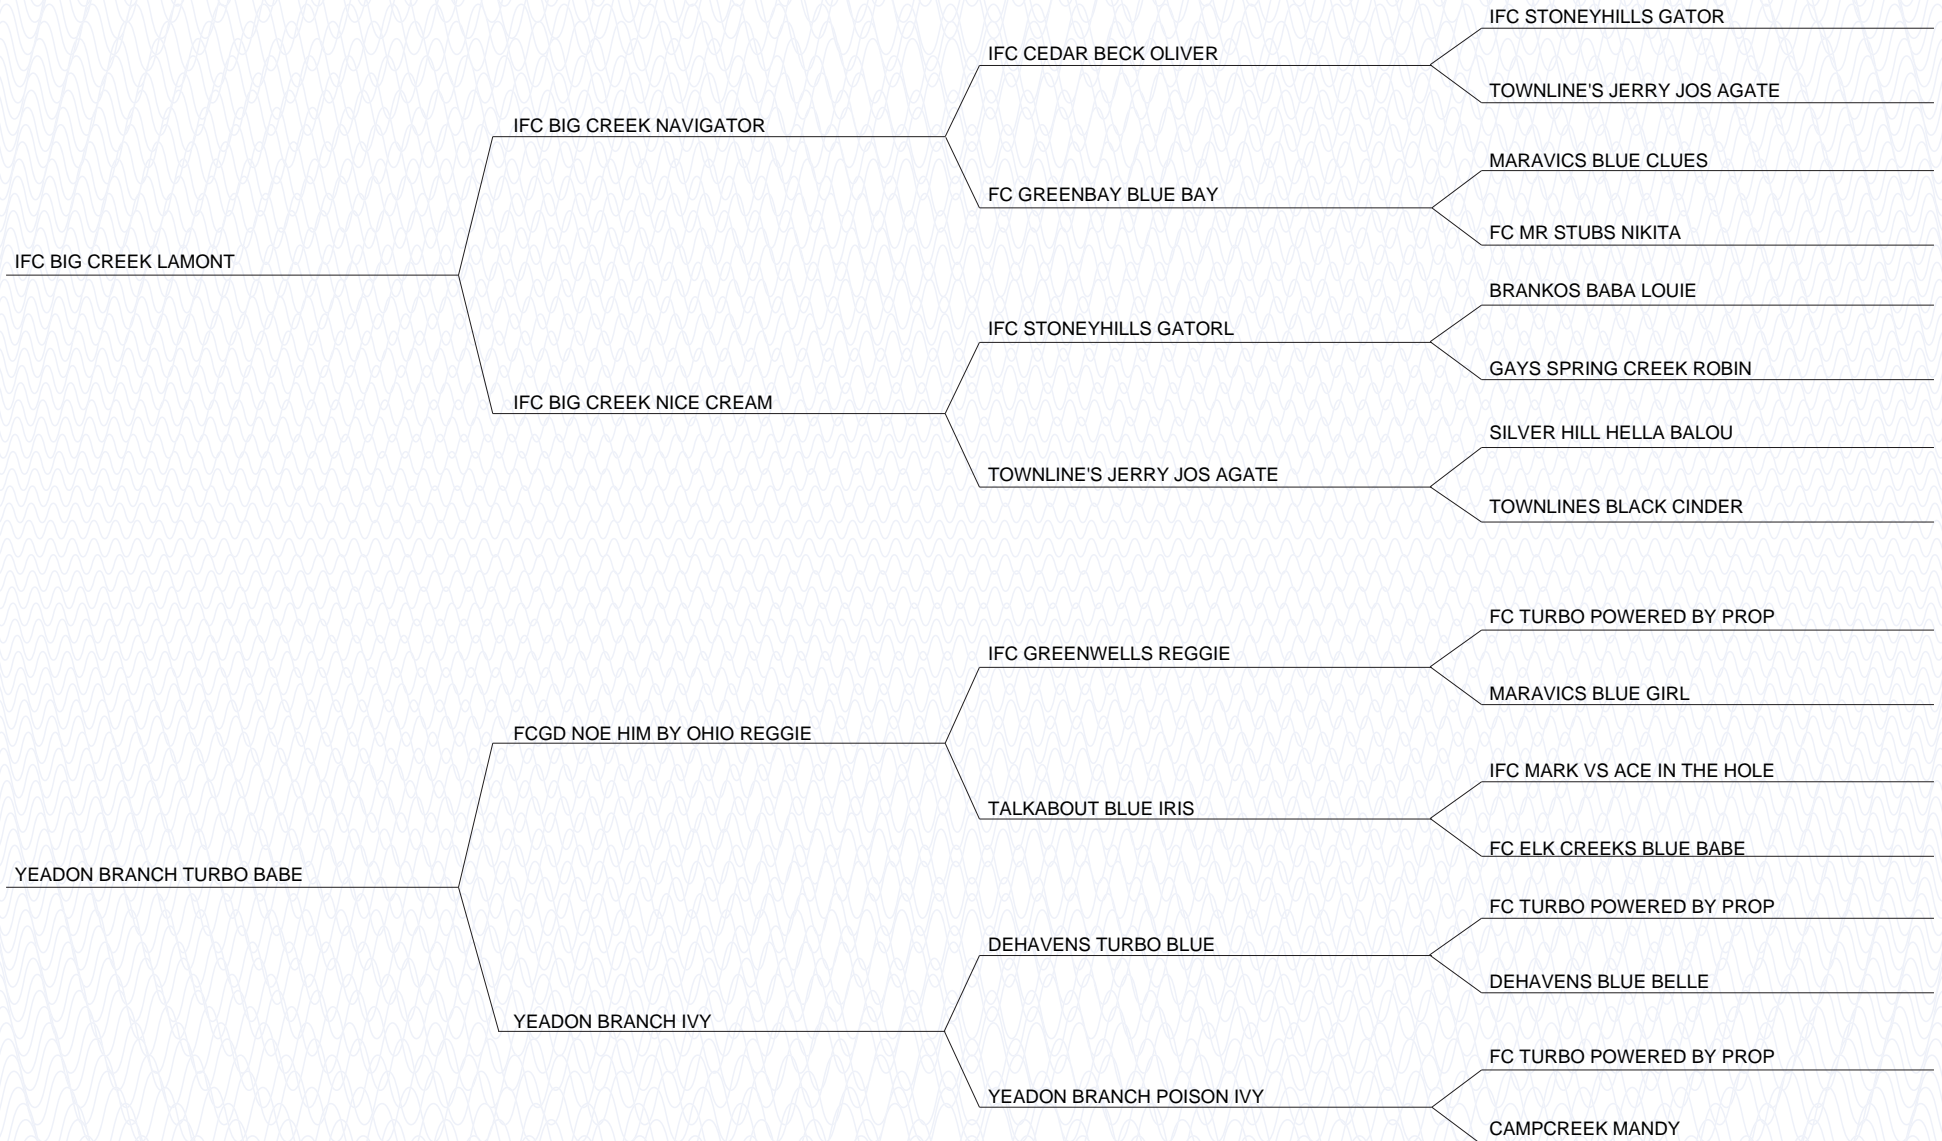 IFC STONEYHILLS GATOR
IFC CEDAR BECK OLIVER
TOWNLINE'S JERRY JOS AGATE
IFC BIG CREEK NAVIGATOR
MARAVICS BLUE CLUES
FC GREENBAY BLUE BAY
FC MR STUBS NIKITA
IFC BIG CREEK LAMONT
BRANKOS BABA LOUIE
IFC STONEYHILLS GATORL
GAYS SPRING CREEK ROBIN
IFC BIG CREEK NICE CREAM
SILVER HILL HELLA BALOU
TOWNLINE'S JERRY JOS AGATE
TOWNLINES BLACK CINDER
FC TURBO POWERED BY PROP
IFC GREENWELLS REGGIE
MARAVICS BLUE GIRL
FCGD NOE HIM BY OHIO REGGIE
IFC MARK VS ACE IN THE HOLE
TALKABOUT BLUE IRIS
FC ELK CREEKS BLUE BABE
YEADON BRANCH TURBO BABE
FC TURBO POWERED BY PROP
DEHAVENS TURBO BLUE
DEHAVENS BLUE BELLE
YEADON BRANCH IVY
FC TURBO POWERED BY PROP
YEADON BRANCH POISON IVY
CAMPCREEK MANDY